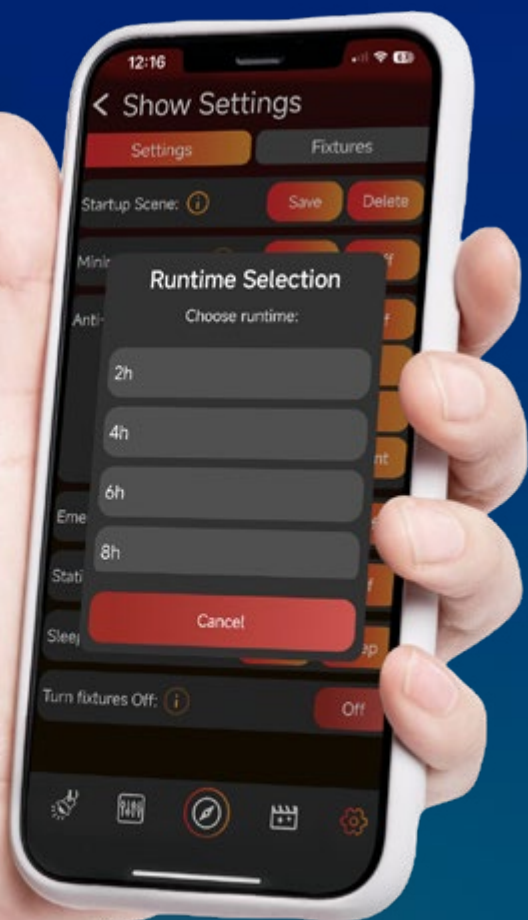 12:16
Show Settings
Settings
Fixtures
Startup Scene:
Save
Delete
Runtime Selection
Choose runtime:
2h
4h
6h
8h
Cancel
Turn fixtures Off:
Off